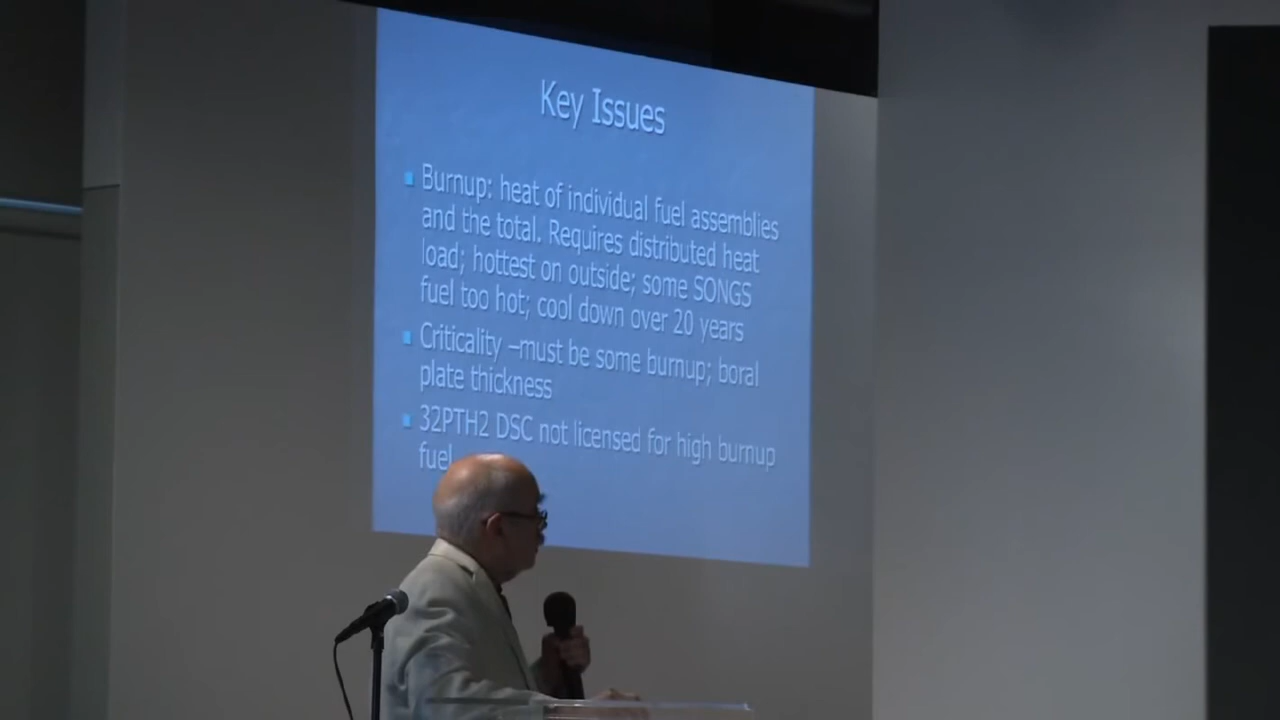 Key Issues
Burnup: heat of individual fuel assemblies
and the total. Requires distributed heat
load; hottest on outside; some SONGS
fuel too hot; cool down over 20 years
Criticality –must be some burnup; boral
plate thickness
32PTH2 DSC not licensed for high burnup
fuel